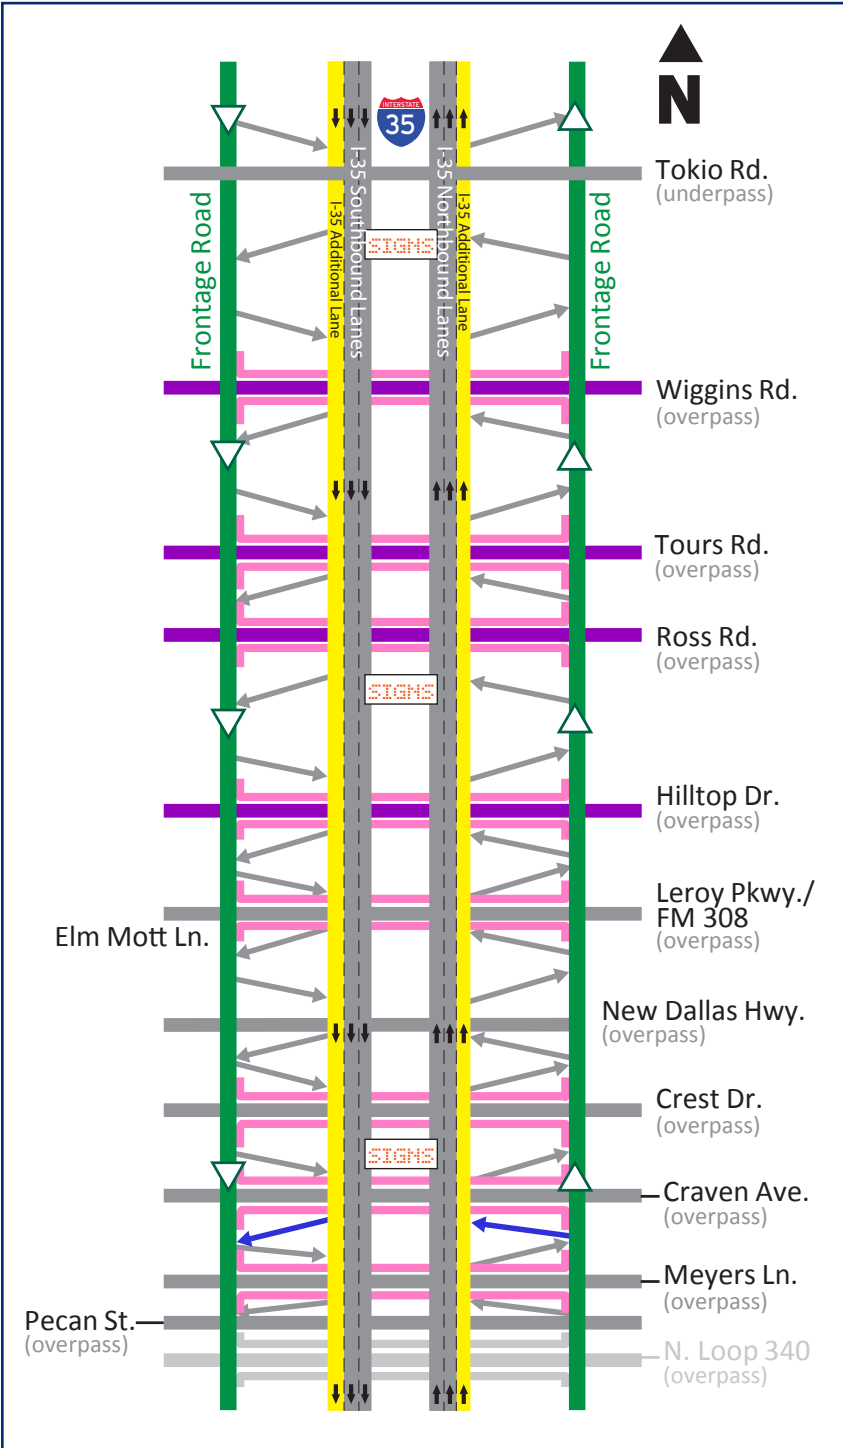 N
INTERSTATE
35
Tokio Rd.
(underpass)
Frontage Road
I-35 Additional Lane
I-35 Southbound Lanes
SIGNS
I-35 Northbound Lanes
I-35 Additional Lane
Frontage Road
Wiggins Rd.
(overpass)
Tours Rd.
(overpass)
Ross Rd.
(overpass)
SIGNS
Hilltop Dr.
(overpass)
Leroy Pkwy./
FM 308
(overpass)
Elm Mott Ln.
New Dallas Hwy.
(overpass)
Crest Dr.
(overpass)
SIGNS
Craven Ave.
(overpass)
Meyers Ln.
(overpass)
Pecan St.
(overpass)
N. Loop 340
(overpass)